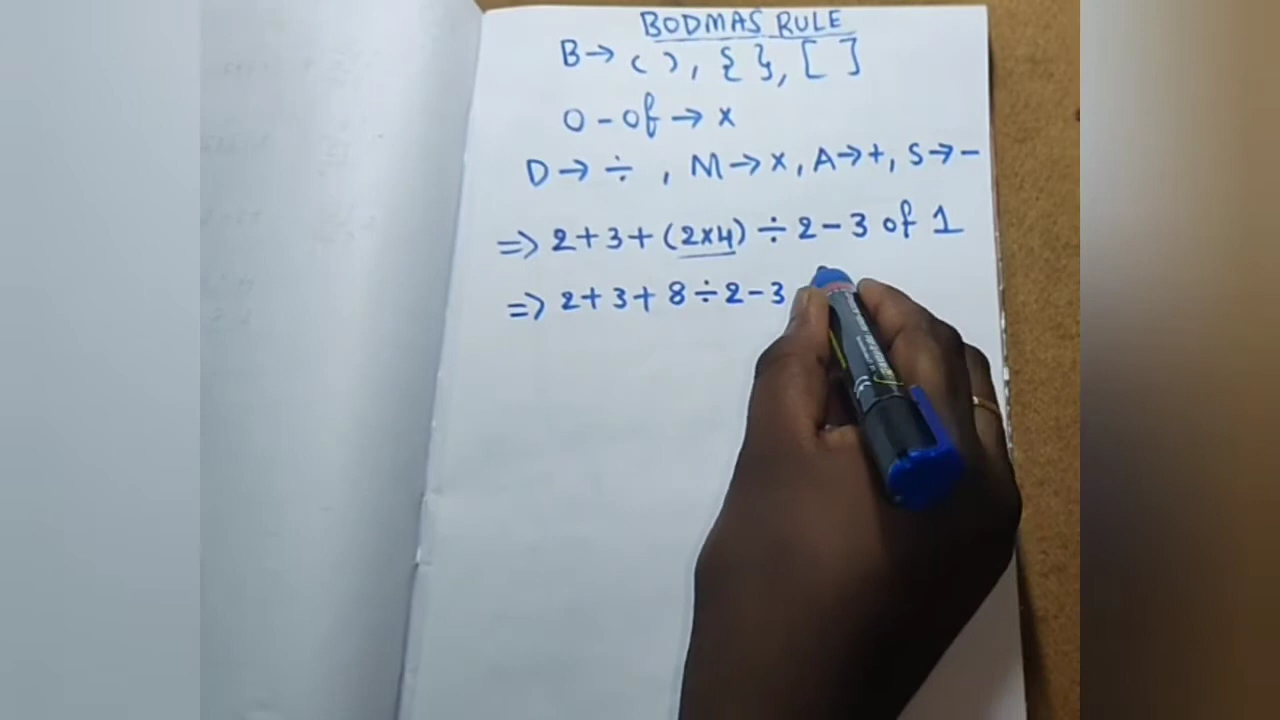 BODMAS RULE
B→ ( ), { }, [ ]
O - of → x
D → ÷ , M → x, A → +, S → -
=> 2+3+(2x4) ÷ 2 - 3 of 1
=> 2+3+8÷2-3